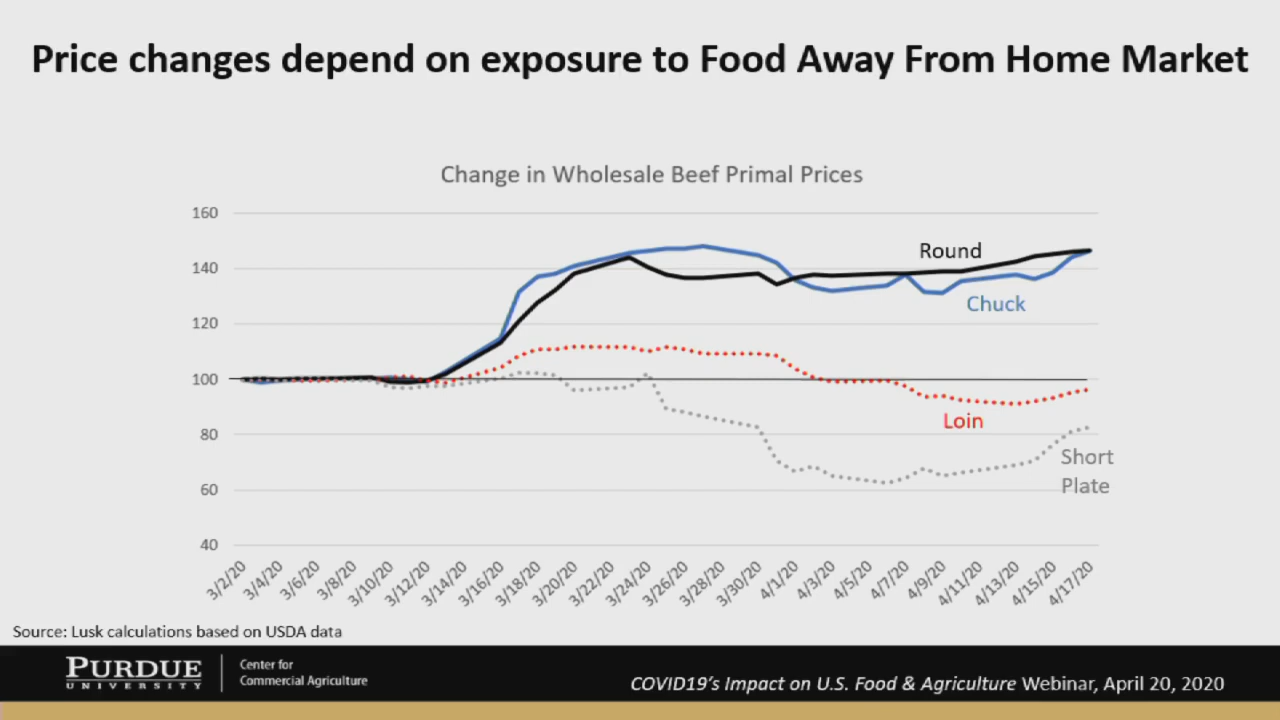 Price changes depend on exposure to Food Away From Home Market
Change in Wholesale Beef Primal Prices
160
140
120
100
80
60
40
Round
Chuck
Loin
Short
Plate
3/2/20
3/4/20
3/6/20
3/8/20
3/10/20
3/12/20
3/14/20
3/16/20
3/18/20
3/20/20
3/22/20
3/24/20
3/26/20
3/28/20
3/30/20
4/1/20
4/3/20
4/5/20
4/7/20
4/9/20
4/11/20
4/13/20
4/15/20
4/17/20
Source: Lusk calculations based on USDA data
PURDUE
UNIVERSITY
Center for
Commercial Agriculture
COVID19's Impact on U.S. Food & Agriculture Webinar, April 20, 2020